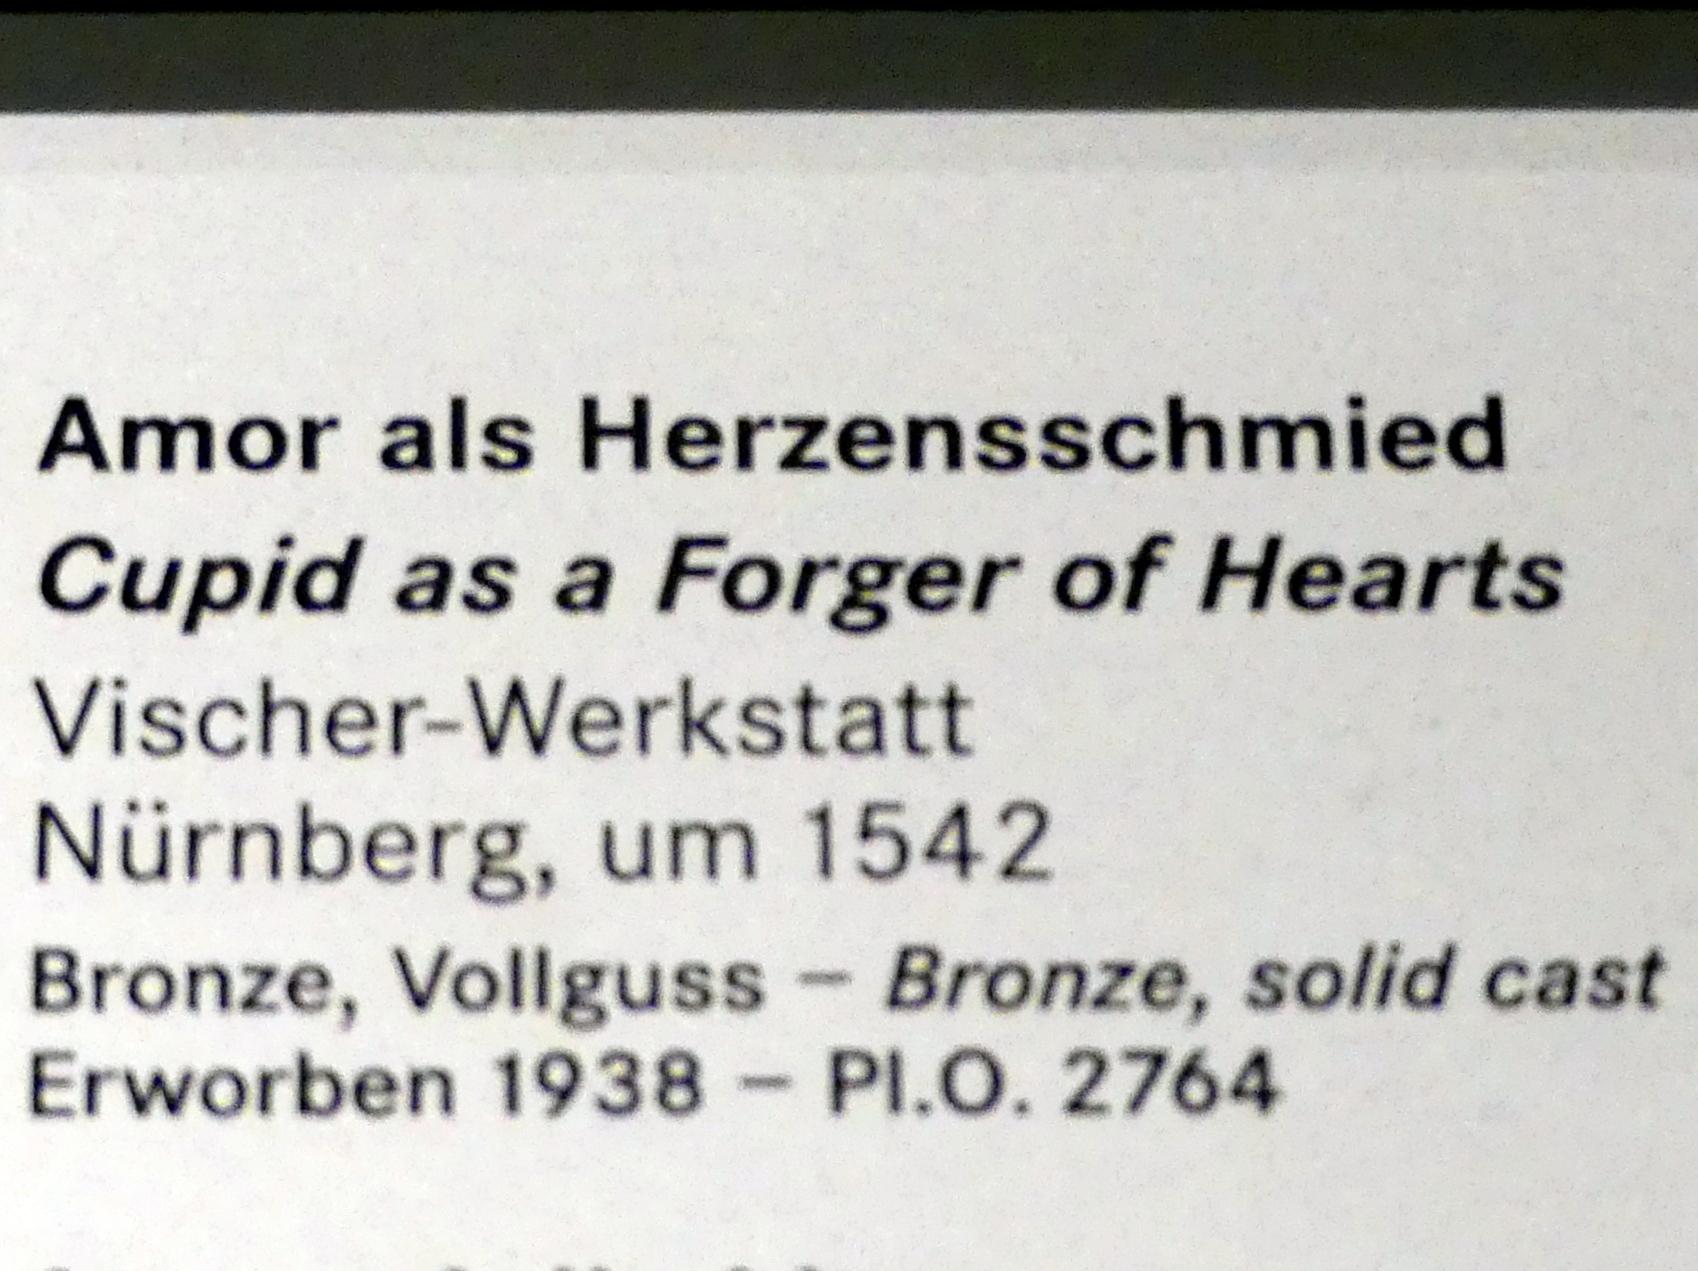 Amor als Herzensschmied
Cupid as a Forger of Hearts
Vischer-Werkstatt
Nürnberg, um 1542
Bronze, Vollguss – Bronze, solid cast
Erworben 1938 – Pl.O. 2764